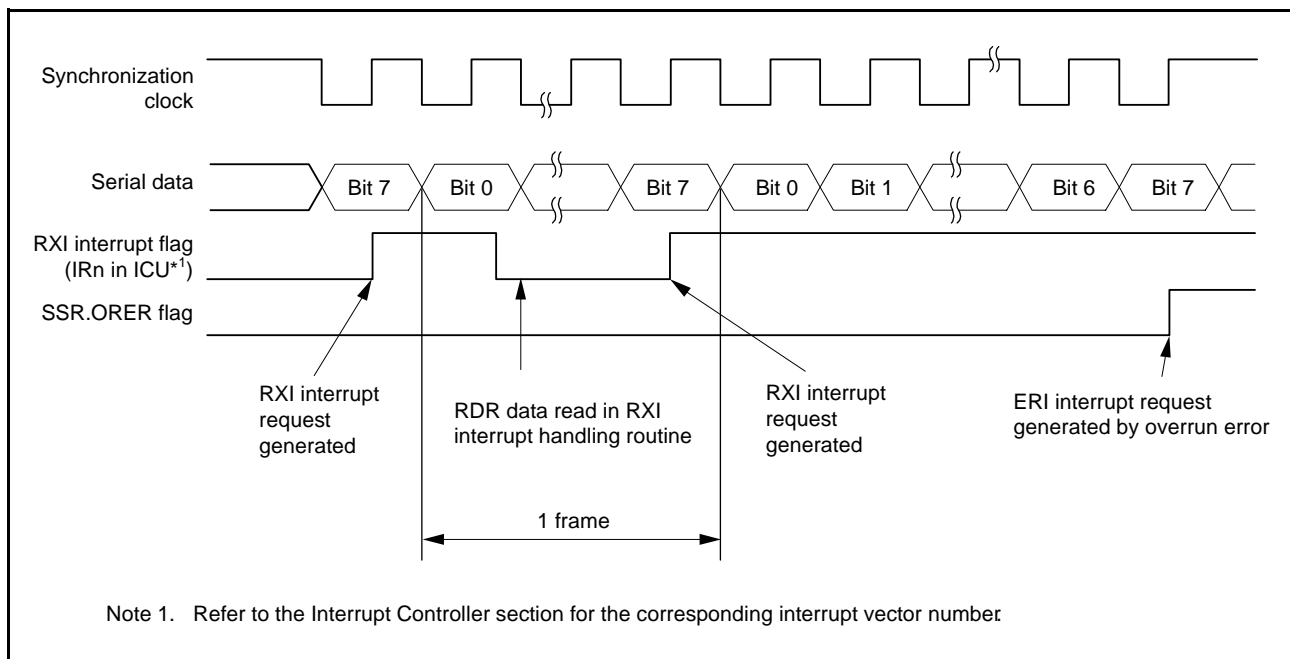 Synchronization
clock
Serial data
Bit 7 Bit 0 Bit 7 Bit 0 Bit 1 Bit 6 Bit 7
RXI interrupt flag
(IRn in ICU*1)
SSR.ORER flag
RXI interrupt
request
generated
RDR data read in RXI
interrupt handling routine
RXI interrupt
request
generated
ERI interrupt request
generated by overrun error
1 frame
Note 1. Refer to the Interrupt Controller section for the corresponding interrupt vector number.